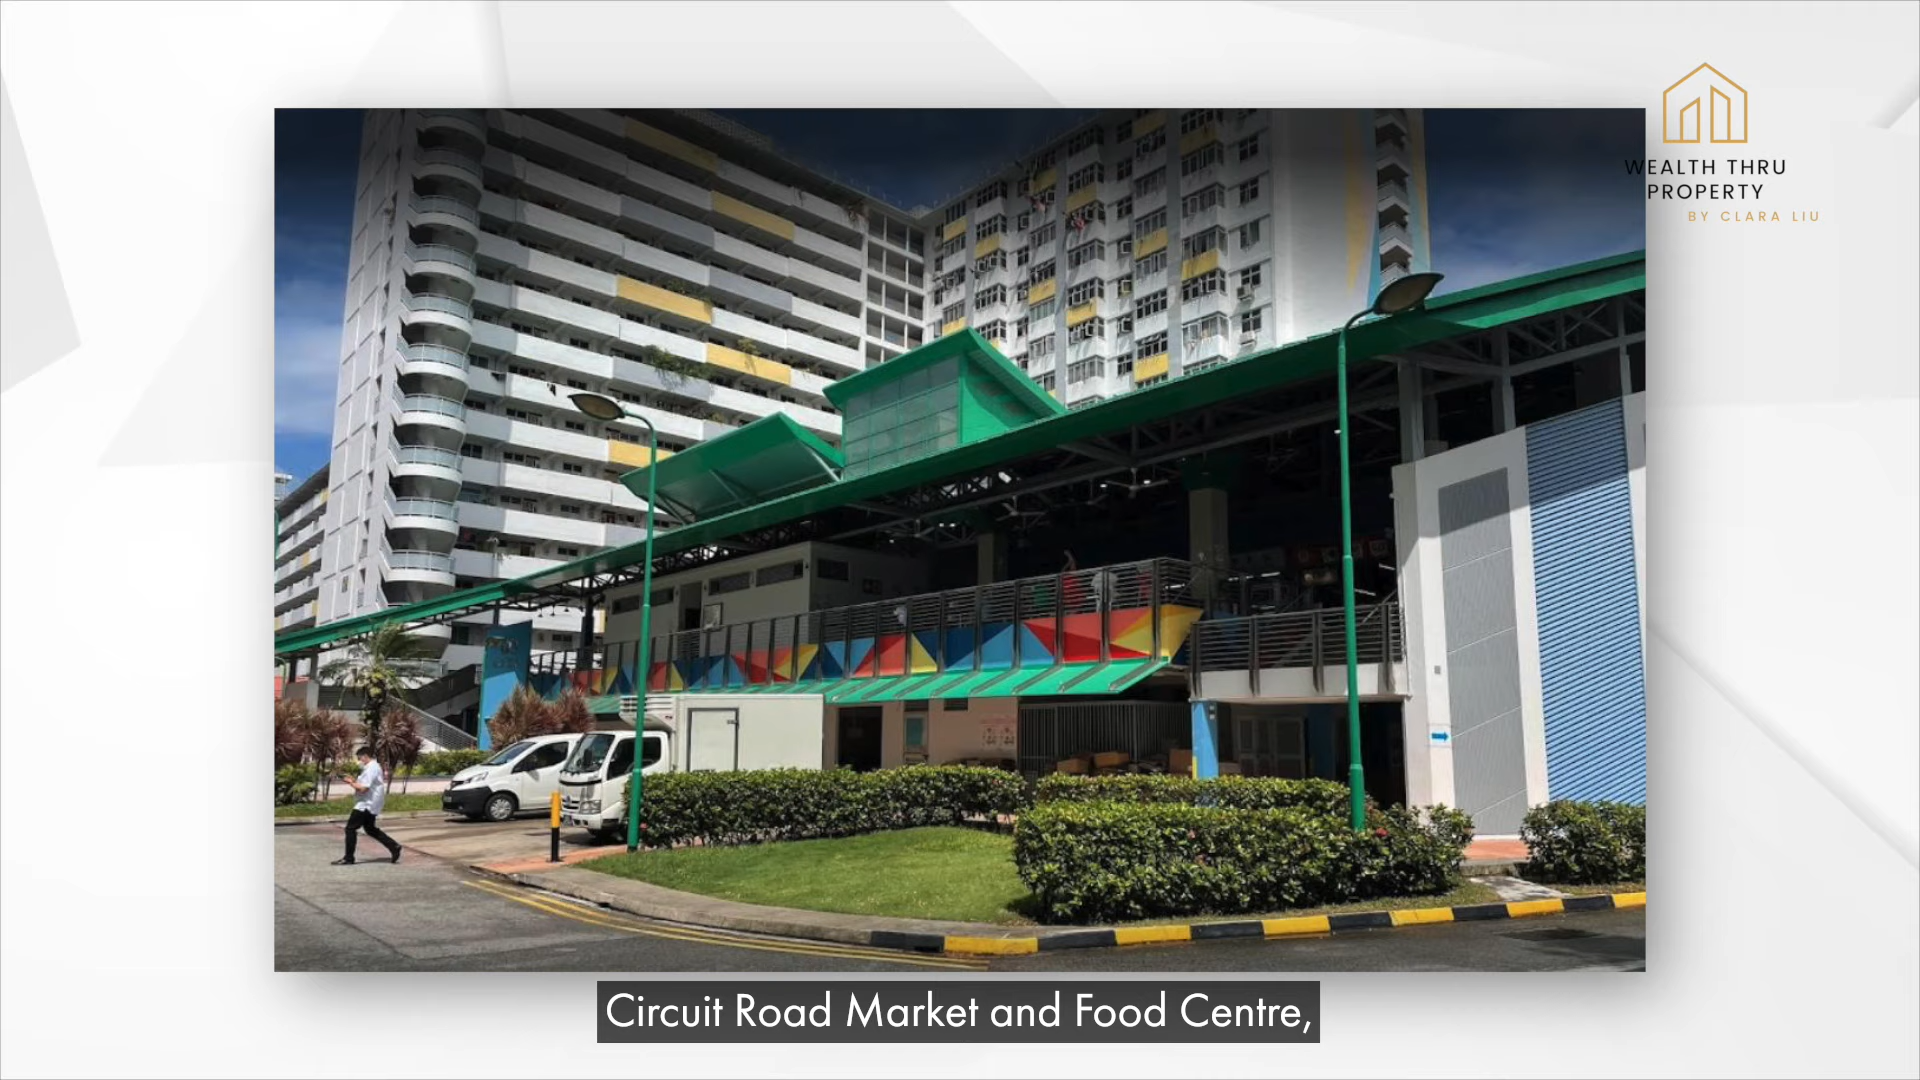 WEALTH THRU
PROPERTY
BY CLARA LIU
Circuit Road Market and Food Centre,